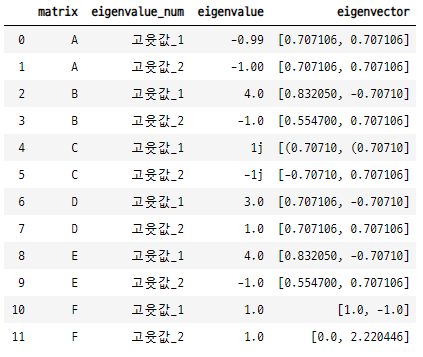 matrix eigenvalue_num eigenvalue eigenvector
0 A 고윳값_1 -0.99 [0.707106, 0.707106]
1 A 고윳값_2 -1.00 [0.707106, 0.707106]
2 B 고윳값_1 4.0 [0.832050, -0.70710]
3 B 고윳값_2 -1.0 [0.554700, 0.707106]
4 C 고윳값_1 1j [(0.70710, (0.70710]
5 C 고윳값_2 -1j [-0.70710, 0.707106]
6 D 고윳값_1 3.0 [0.707106, -0.70710]
7 D 고윳값_2 1.0 [0.707106, 0.707106]
8 E 고윳값_1 4.0 [0.832050, -0.70710]
9 E 고윳값_2 -1.0 [0.554700, 0.707106]
10 F 고윳값_1 1.0 [1.0, -1.0]
11 F 고윳값_2 1.0 [0.0, 2.220446]